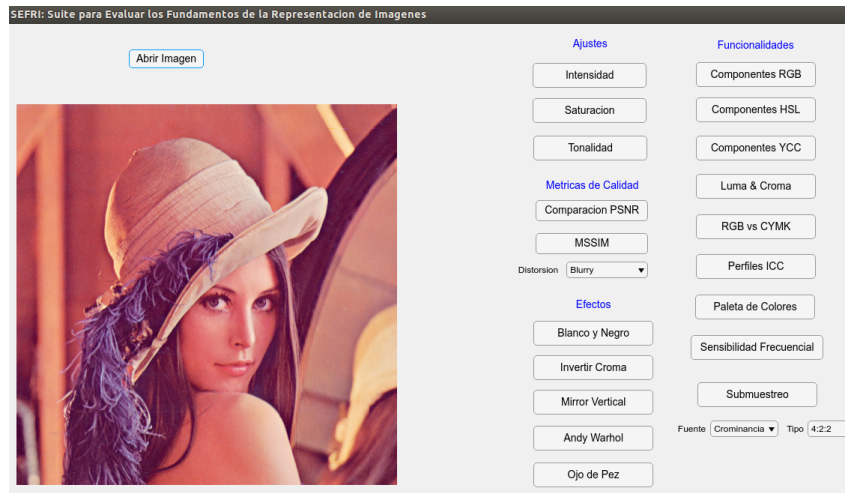 SEFRI: Suite para Evaluar los Fundamentos de la Representacion de Imagenes
Abrir Imagen
Ajustes
Intensidad
Saturacion
Tonalidad
Metricas de Calidad
Comparacion PSNR
MSSIM
Distorsion Blurry
Efectos
Blanco y Negro
Invertir Croma
Mirror Vertical
Andy Warhol
Ojo de Pez
Funcionalidades
Componentes RGB
Componentes HSL
Componentes YCC
Luma & Croma
RGB vs CYMK
Perfiles ICC
Paleta de Colores
Sensibilidad Frecuencial
Submuestreo
Fuente Crominancia Tipo 4:2:2